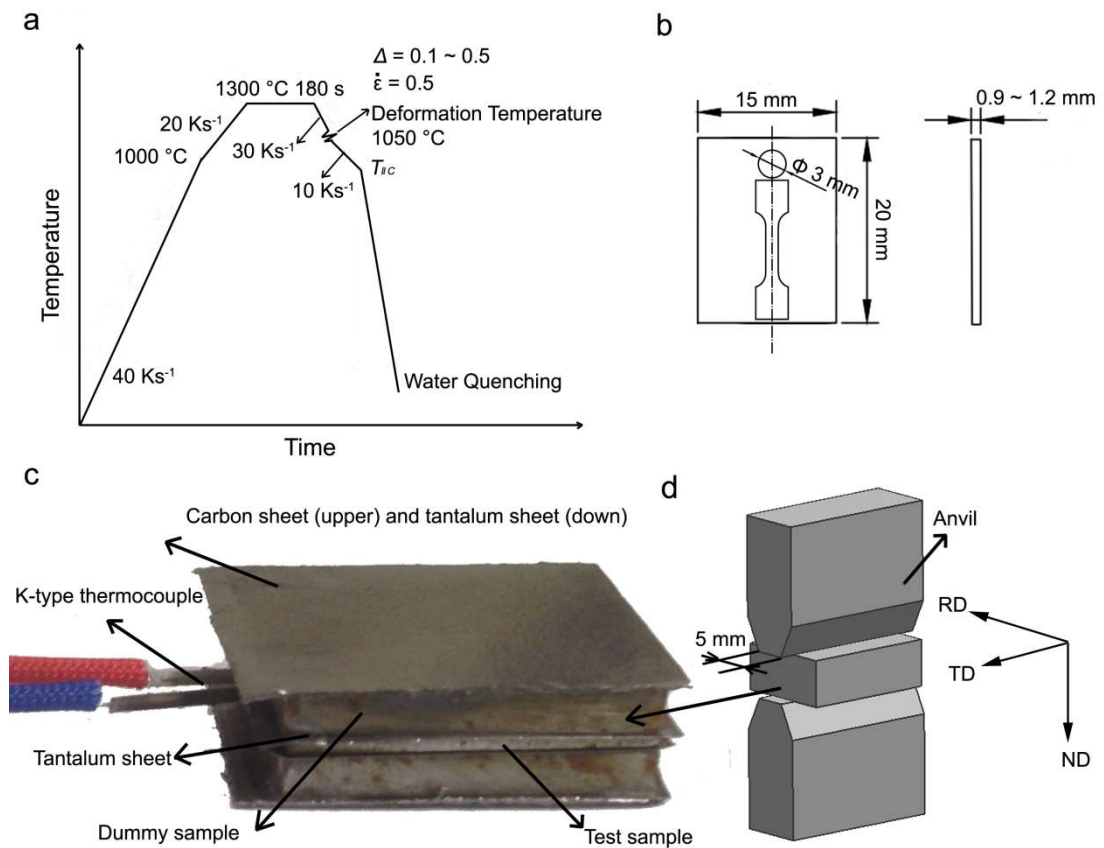 a
Δ = 0.1 ~ 0.5
ε̇ = 0.5
1300 °C 180 s
Deformation Temperature
1050 °C
20 Ks⁻¹
30 Ks⁻¹
1000 °C
T//C
10 Ks⁻¹
40 Ks⁻¹
Water Quenching
Temperature
Time
b
15 mm
0.9 ~ 1.2 mm
Φ 3 mm
20 mm
c
Carbon sheet (upper) and tantalum sheet (down)
K-type thermocouple
Tantalum sheet
Dummy sample
Test sample
d
Anvil
RD
5 mm
TD
ND